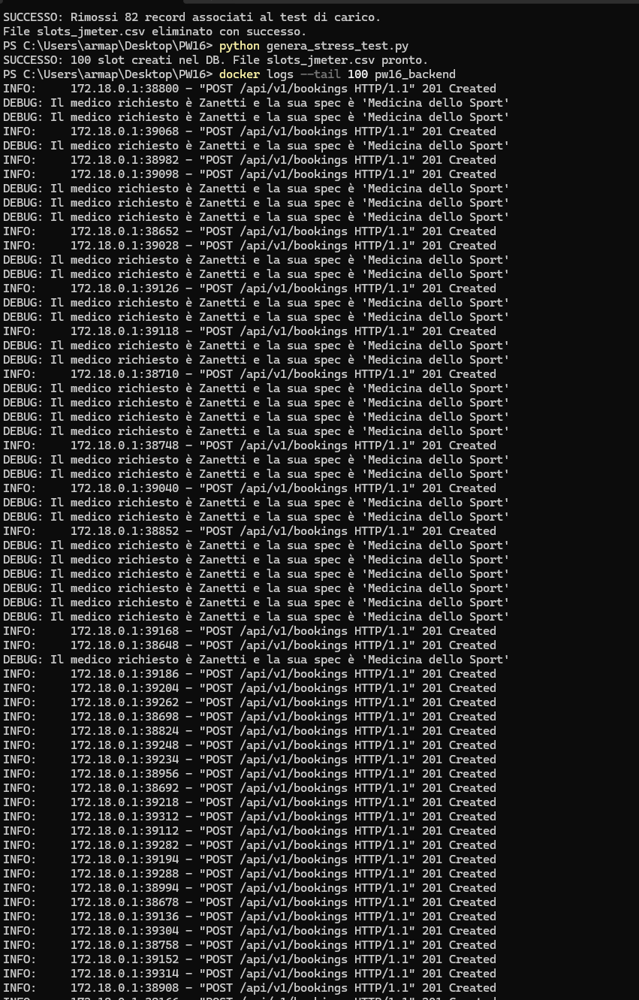 SUCCESSO: Rimossi 82 record associati al test di carico.
File slots_jmeter.csv eliminato con successo.
PS C:\Users\armap\Desktop\PW16> python genera_stress_test.py
SUCCESSO: 100 slot creati nel DB. File slots_jmeter.csv pronto.
PS C:\Users\armap\Desktop\PW16> docker logs --tail 100 pw16_backend
INFO:     172.18.0.1:38800 - "POST /api/v1/bookings HTTP/1.1" 201 Created
DEBUG: Il medico richiesto è Zanetti e la sua spec è 'Medicina dello Sport'
DEBUG: Il medico richiesto è Zanetti e la sua spec è 'Medicina dello Sport'
INFO:     172.18.0.1:39068 - "POST /api/v1/bookings HTTP/1.1" 201 Created
DEBUG: Il medico richiesto è Zanetti e la sua spec è 'Medicina dello Sport'
INFO:     172.18.0.1:38982 - "POST /api/v1/bookings HTTP/1.1" 201 Created
INFO:     172.18.0.1:39098 - "POST /api/v1/bookings HTTP/1.1" 201 Created
DEBUG: Il medico richiesto è Zanetti e la sua spec è 'Medicina dello Sport'
DEBUG: Il medico richiesto è Zanetti e la sua spec è 'Medicina dello Sport'
DEBUG: Il medico richiesto è Zanetti e la sua spec è 'Medicina dello Sport'
INFO:     172.18.0.1:38652 - "POST /api/v1/bookings HTTP/1.1" 201 Created
INFO:     172.18.0.1:39028 - "POST /api/v1/bookings HTTP/1.1" 201 Created
DEBUG: Il medico richiesto è Zanetti e la sua spec è 'Medicina dello Sport'
DEBUG: Il medico richiesto è Zanetti e la sua spec è 'Medicina dello Sport'
INFO:     172.18.0.1:39126 - "POST /api/v1/bookings HTTP/1.1" 201 Created
DEBUG: Il medico richiesto è Zanetti e la sua spec è 'Medicina dello Sport'
DEBUG: Il medico richiesto è Zanetti e la sua spec è 'Medicina dello Sport'
INFO:     172.18.0.1:39118 - "POST /api/v1/bookings HTTP/1.1" 201 Created
DEBUG: Il medico richiesto è Zanetti e la sua spec è 'Medicina dello Sport'
DEBUG: Il medico richiesto è Zanetti e la sua spec è 'Medicina dello Sport'
INFO:     172.18.0.1:38710 - "POST /api/v1/bookings HTTP/1.1" 201 Created
DEBUG: Il medico richiesto è Zanetti e la sua spec è 'Medicina dello Sport'
DEBUG: Il medico richiesto è Zanetti e la sua spec è 'Medicina dello Sport'
DEBUG: Il medico richiesto è Zanetti e la sua spec è 'Medicina dello Sport'
DEBUG: Il medico richiesto è Zanetti e la sua spec è 'Medicina dello Sport'
INFO:     172.18.0.1:38748 - "POST /api/v1/bookings HTTP/1.1" 201 Created
DEBUG: Il medico richiesto è Zanetti e la sua spec è 'Medicina dello Sport'
DEBUG: Il medico richiesto è Zanetti e la sua spec è 'Medicina dello Sport'
INFO:     172.18.0.1:39040 - "POST /api/v1/bookings HTTP/1.1" 201 Created
DEBUG: Il medico richiesto è Zanetti e la sua spec è 'Medicina dello Sport'
DEBUG: Il medico richiesto è Zanetti e la sua spec è 'Medicina dello Sport'
INFO:     172.18.0.1:38852 - "POST /api/v1/bookings HTTP/1.1" 201 Created
DEBUG: Il medico richiesto è Zanetti e la sua spec è 'Medicina dello Sport'
DEBUG: Il medico richiesto è Zanetti e la sua spec è 'Medicina dello Sport'
DEBUG: Il medico richiesto è Zanetti e la sua spec è 'Medicina dello Sport'
DEBUG: Il medico richiesto è Zanetti e la sua spec è 'Medicina dello Sport'
DEBUG: Il medico richiesto è Zanetti e la sua spec è 'Medicina dello Sport'
DEBUG: Il medico richiesto è Zanetti e la sua spec è 'Medicina dello Sport'
INFO:     172.18.0.1:39168 - "POST /api/v1/bookings HTTP/1.1" 201 Created
INFO:     172.18.0.1:38648 - "POST /api/v1/bookings HTTP/1.1" 201 Created
DEBUG: Il medico richiesto è Zanetti e la sua spec è 'Medicina dello Sport'
INFO:     172.18.0.1:39186 - "POST /api/v1/bookings HTTP/1.1" 201 Created
INFO:     172.18.0.1:39204 - "POST /api/v1/bookings HTTP/1.1" 201 Created
INFO:     172.18.0.1:39262 - "POST /api/v1/bookings HTTP/1.1" 201 Created
INFO:     172.18.0.1:38698 - "POST /api/v1/bookings HTTP/1.1" 201 Created
INFO:     172.18.0.1:38824 - "POST /api/v1/bookings HTTP/1.1" 201 Created
INFO:     172.18.0.1:39248 - "POST /api/v1/bookings HTTP/1.1" 201 Created
INFO:     172.18.0.1:39234 - "POST /api/v1/bookings HTTP/1.1" 201 Created
INFO:     172.18.0.1:38956 - "POST /api/v1/bookings HTTP/1.1" 201 Created
INFO:     172.18.0.1:38692 - "POST /api/v1/bookings HTTP/1.1" 201 Created
INFO:     172.18.0.1:39218 - "POST /api/v1/bookings HTTP/1.1" 201 Created
INFO:     172.18.0.1:39312 - "POST /api/v1/bookings HTTP/1.1" 201 Created
INFO:     172.18.0.1:39112 - "POST /api/v1/bookings HTTP/1.1" 201 Created
INFO:     172.18.0.1:39282 - "POST /api/v1/bookings HTTP/1.1" 201 Created
INFO:     172.18.0.1:39194 - "POST /api/v1/bookings HTTP/1.1" 201 Created
INFO:     172.18.0.1:39288 - "POST /api/v1/bookings HTTP/1.1" 201 Created
INFO:     172.18.0.1:38994 - "POST /api/v1/bookings HTTP/1.1" 201 Created
INFO:     172.18.0.1:38678 - "POST /api/v1/bookings HTTP/1.1" 201 Created
INFO:     172.18.0.1:39136 - "POST /api/v1/bookings HTTP/1.1" 201 Created
INFO:     172.18.0.1:39304 - "POST /api/v1/bookings HTTP/1.1" 201 Created
INFO:     172.18.0.1:38758 - "POST /api/v1/bookings HTTP/1.1" 201 Created
INFO:     172.18.0.1:39152 - "POST /api/v1/bookings HTTP/1.1" 201 Created
INFO:     172.18.0.1:39314 - "POST /api/v1/bookings HTTP/1.1" 201 Created
INFO:     172.18.0.1:38908 - "POST /api/v1/bookings HTTP/1.1" 201 Created